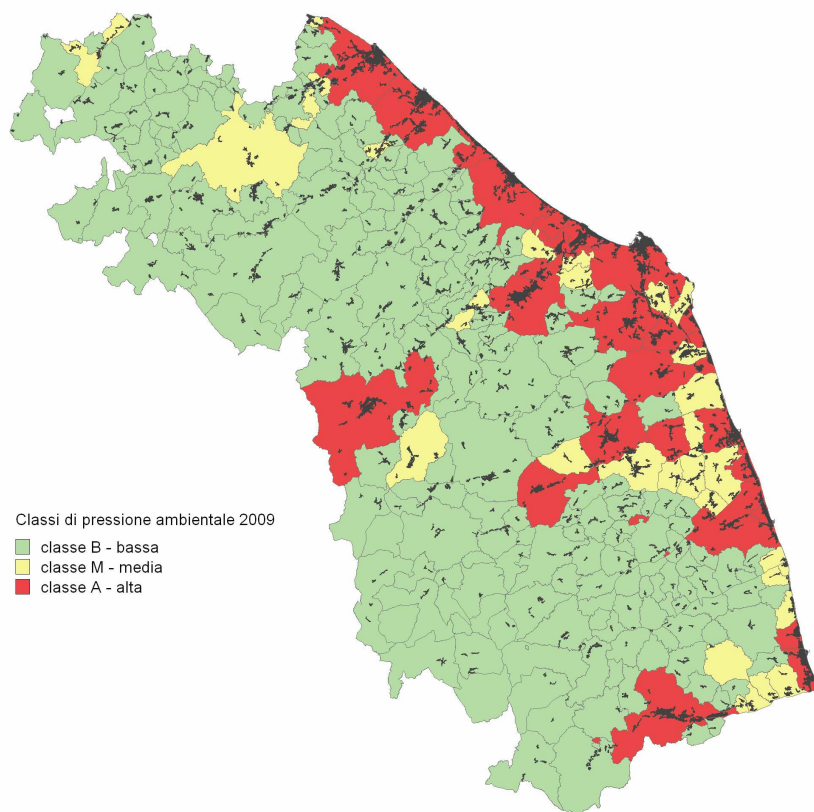 Classi di pressione ambientale 2009
classe B - bassa
classe M - media
classe A - alta